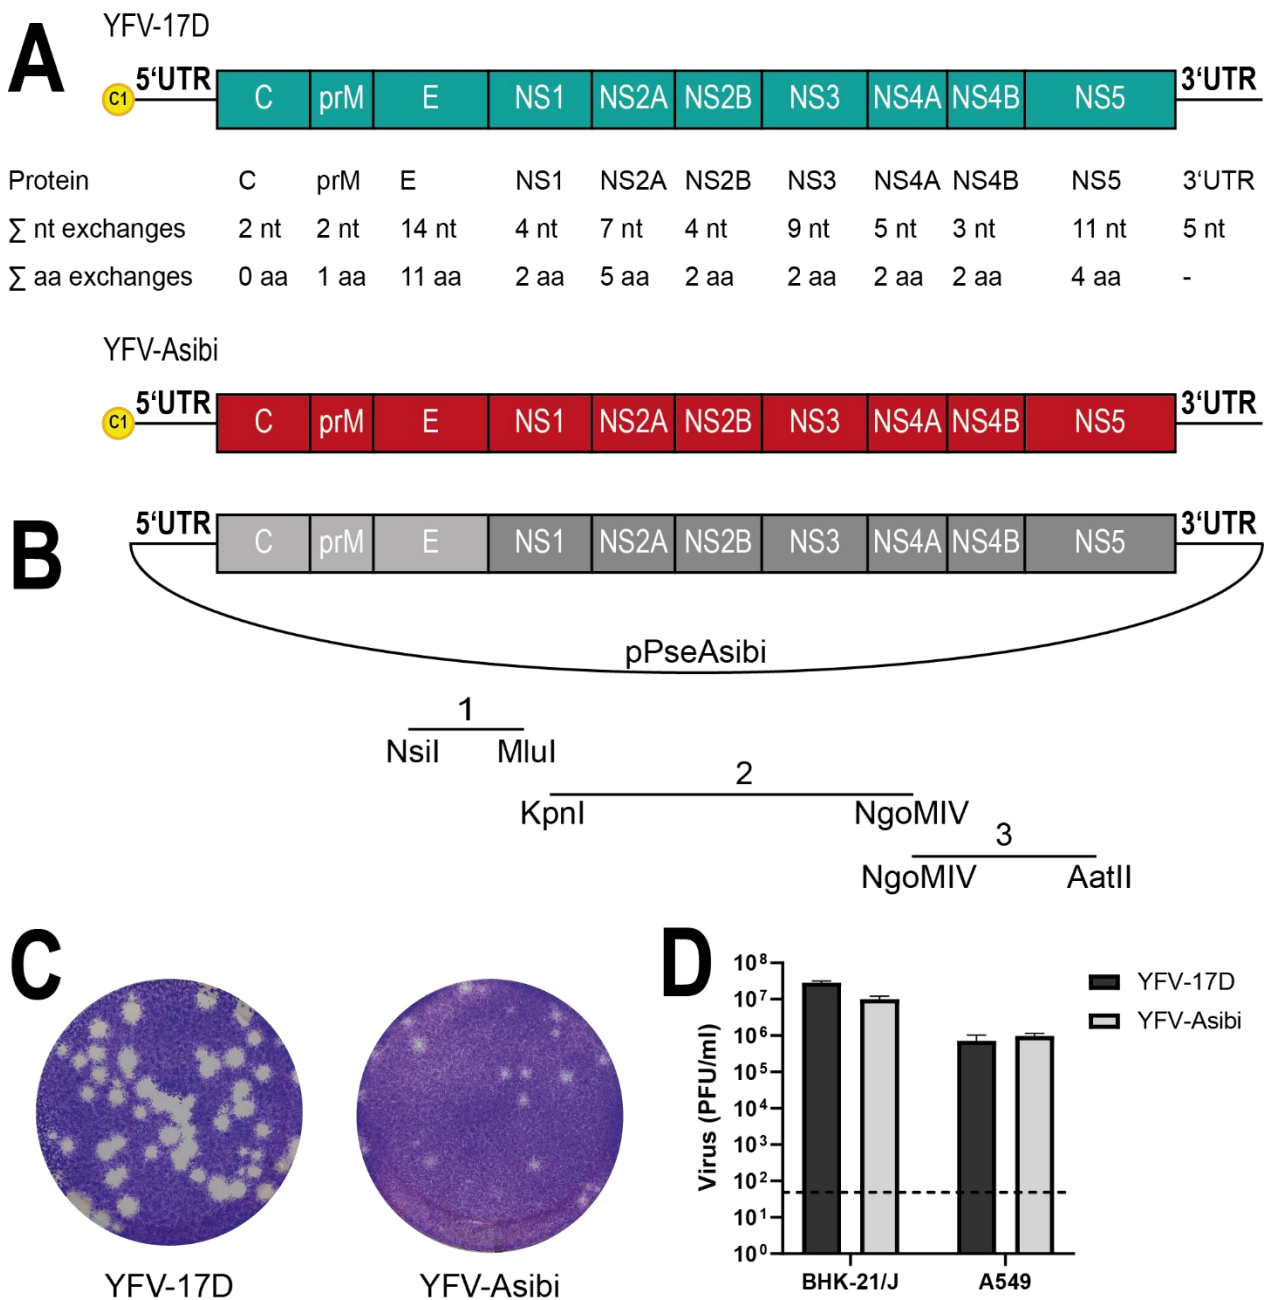 A
YFV-17D
C1 5‘UTR C prM E NS1 NS2A NS2B NS3 NS4A NS4B NS5 3‘UTR
Protein C prM E NS1 NS2A NS2B NS3 NS4A NS4B NS5 3‘UTR
∑ nt exchanges 2 nt 2 nt 14 nt 4 nt 7 nt 4 nt 9 nt 5 nt 3 nt 11 nt 5 nt
∑ aa exchanges 0 aa 1 aa 11 aa 2 aa 5 aa 2 aa 2 aa 2 aa 2 aa 4 aa -
YFV-Asibi
C1 5‘UTR C prM E NS1 NS2A NS2B NS3 NS4A NS4B NS5 3‘UTR
B
5‘UTR C prM E NS1 NS2A NS2B NS3 NS4A NS4B NS5 3‘UTR
pPseAsibi
1
NsiI MluI
2
KpnI NgoMIV
3
NgoMIV AatII
C
YFV-17D YFV-Asibi
D
Virus (PFU/ml)
10⁸
10⁷
10⁶
10⁵
10⁴
10³
10²
10¹
10⁰
BHK-21/J A549
YFV-17D
YFV-Asibi